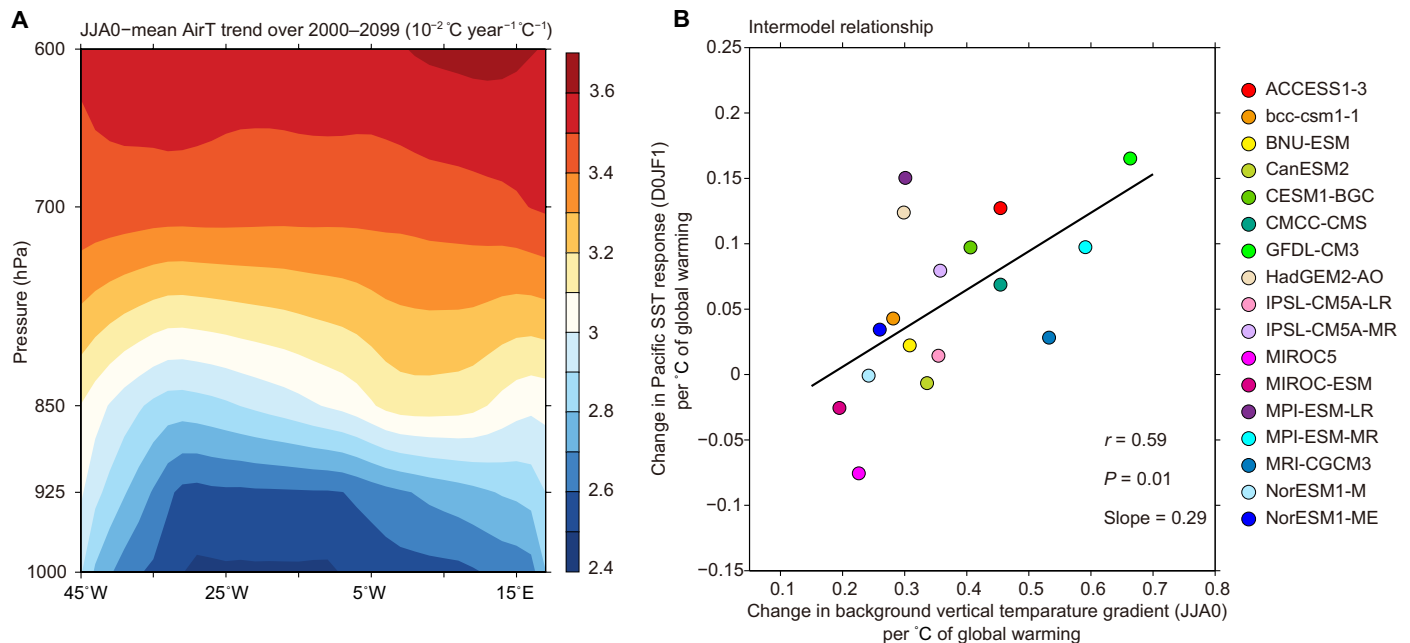 A
JJA0−mean AirT trend over 2000–2099 (10⁻² °C year⁻¹ °C⁻¹)
Pressure (hPa)
600
700
850
925
1000
45°W
25°W
5°W
15°E
3.6
3.4
3.2
3
2.8
2.6
2.4
B
Intermodel relationship
Change in Pacific SST response (D0JF1)
per °C of global warming
0.25
0.2
0.15
0.1
0.05
0
−0.05
−0.1
−0.15
r = 0.59
P = 0.01
Slope = 0.29
0.1
0.2
0.3
0.4
0.5
0.6
0.7
0.8
Change in background vertical temparature gradient (JJA0)
per °C of global warming
ACCESS1-3
bcc-csm1-1
BNU-ESM
CanESM2
CESM1-BGC
CMCC-CMS
GFDL-CM3
HadGEM2-AO
IPSL-CM5A-LR
IPSL-CM5A-MR
MIROC5
MIROC-ESM
MPI-ESM-LR
MPI-ESM-MR
MRI-CGCM3
NorESM1-M
NorESM1-ME